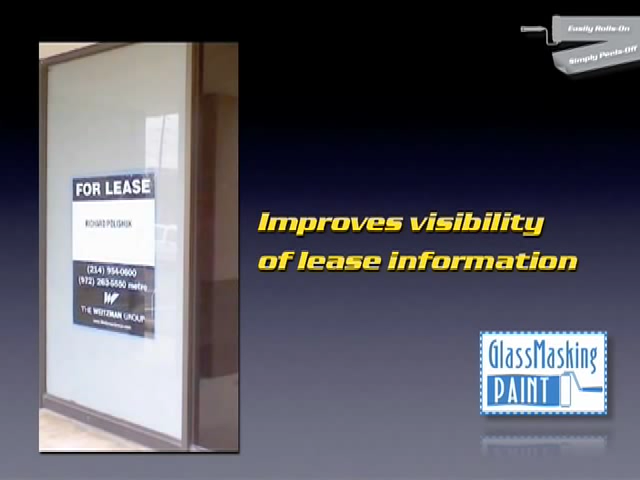 Easily Rolls-On
Simply Peels-Off
FOR LEASE
RICHARD POLISHUK
(214) 954-0600
(972) 263-5550 metro
THE WEITZMAN GROUP
Improves visibility
of lease information
GlassMasking
PAINT